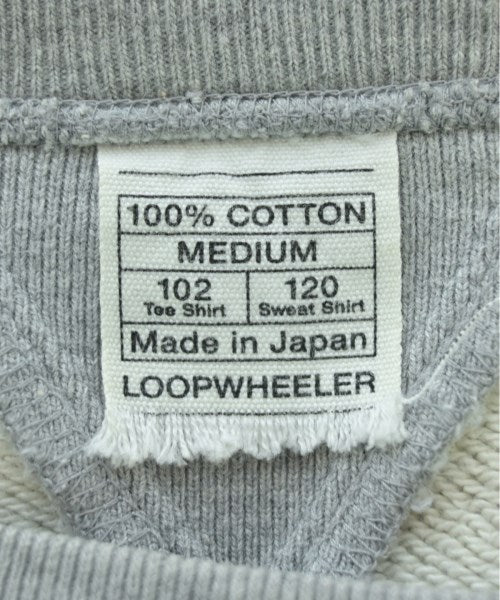 100% COTTON
MEDIUM
102 120
Tee Shirt Sweat Shirt
Made in Japan
LOOPWHEELER